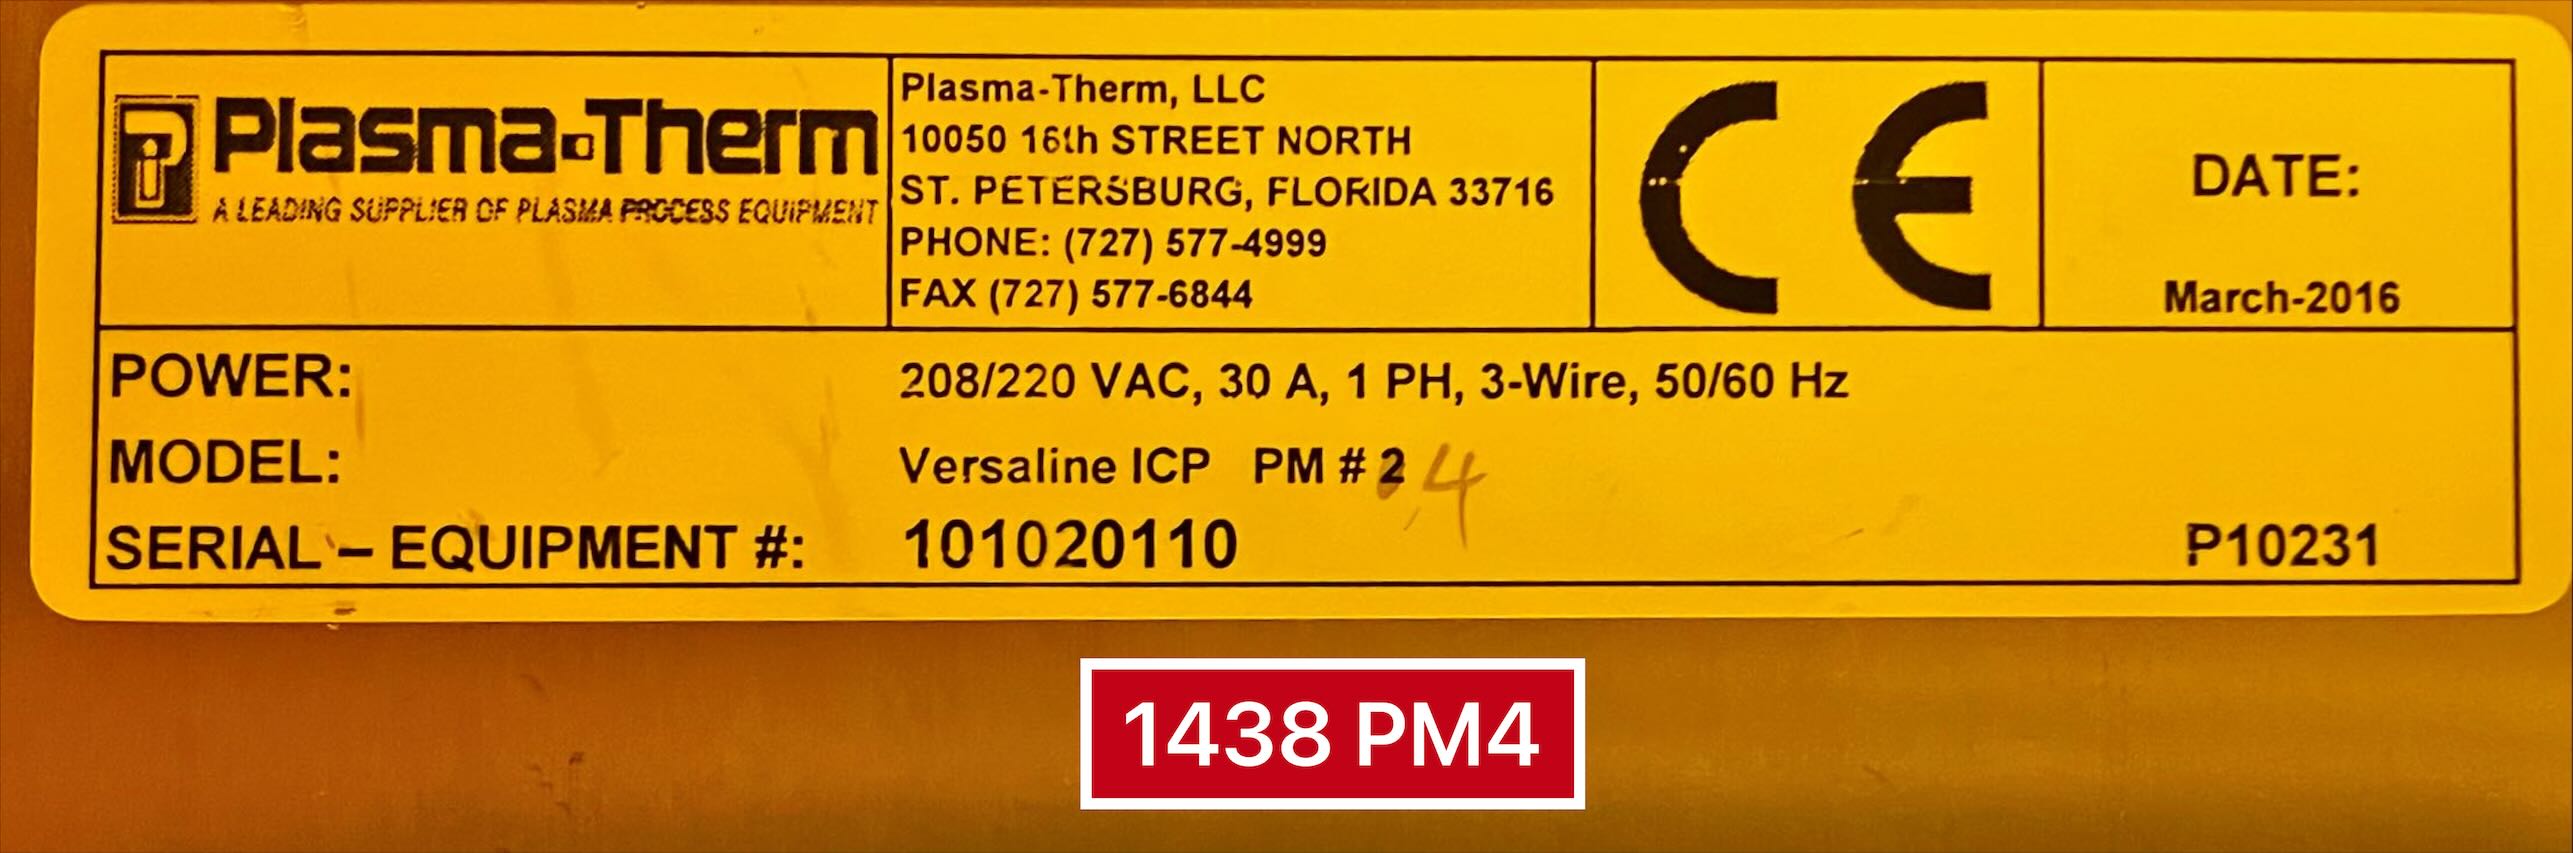 Plasma-Therm
A LEADING SUPPLIER OF PLASMA PROCESS EQUIPMENT
Plasma-Therm, LLC
10050 16th STREET NORTH
ST. PETERSBURG, FLORIDA 33716
PHONE: (727) 577-4999
FAX (727) 577-6844
CE
DATE:
March-2016
POWER: 208/220 VAC, 30 A, 1 PH, 3-Wire, 50/60 Hz
MODEL: Versaline ICP PM # 2 4
SERIAL – EQUIPMENT #: 101020110 P10231
1438 PM4